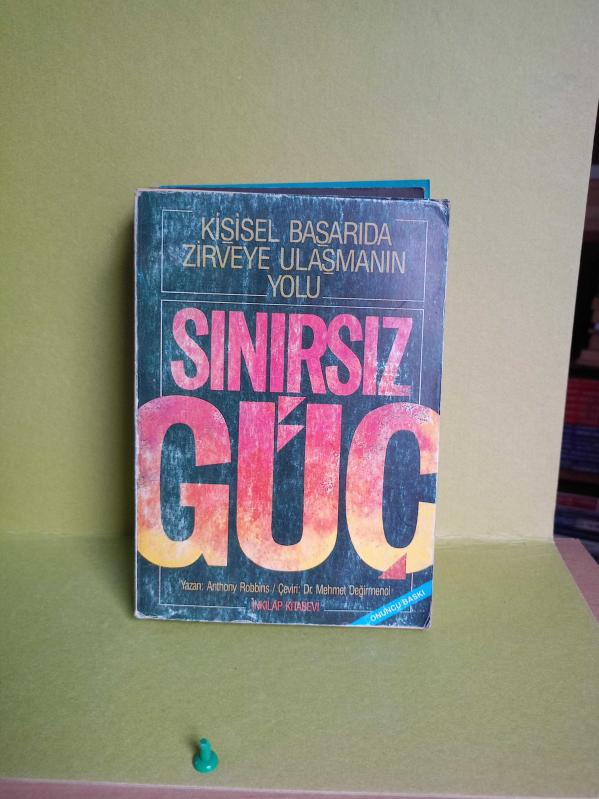 KİŞİSEL BAŞARIDA
ZİRVEYE ULAŞMANIN
YOLU
SINIRSIZ
GÜÇ
Yazan: Anthony Robbins / Çeviri: Dr. Mehmet Değirmenci
İNKILAP KİTABEVİ
ONUNCU BASKI